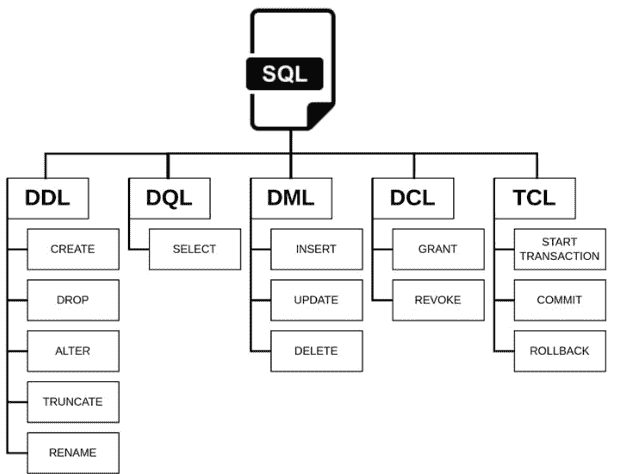 SQL
DDL
CREATE
DROP
ALTER
TRUNCATE
RENAME
DQL
SELECT
DML
INSERT
UPDATE
DELETE
DCL
GRANT
REVOKE
TCL
START
TRANSACTION
COMMIT
ROLLBACK